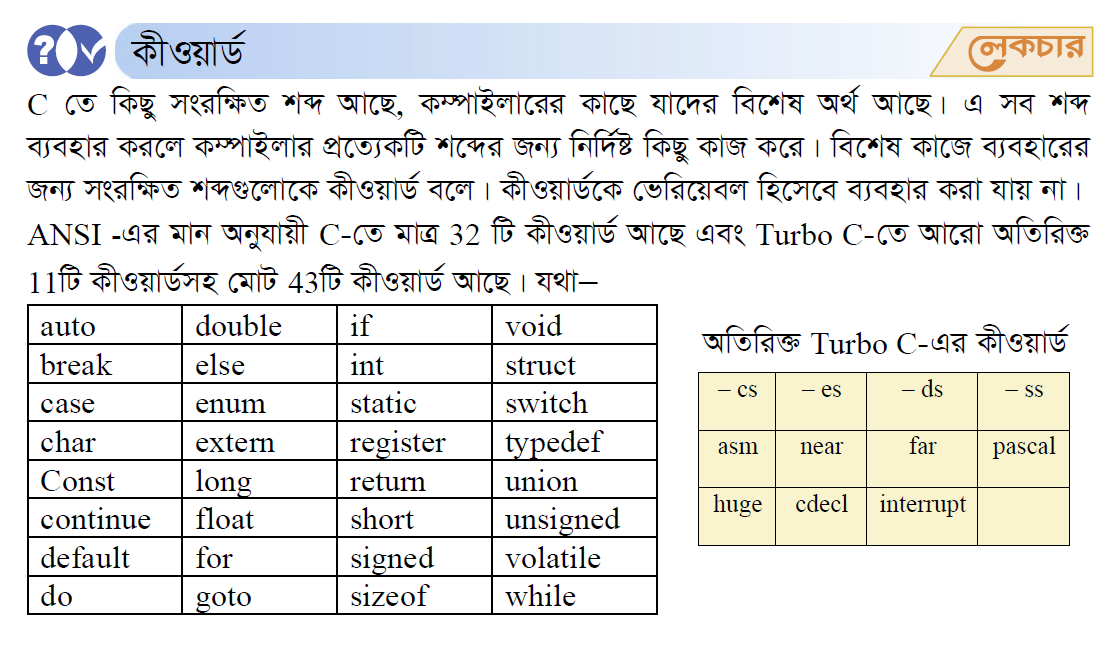 কীওয়ার্ড
লেকচার
C তে কিছু সংরক্ষিত শব্দ আছে, কম্পাইলারের কাছে যাদের বিশেষ অর্থ আছে। এ সব শব্দ
ব্যবহার করলে কম্পাইলার প্রত্যেকটি শব্দের জন্য নির্দিষ্ট কিছু কাজ করে। বিশেষ কাজে ব্যবহারের
জন্য সংরক্ষিত শব্দগুলোকে কীওয়ার্ড বলে। কীওয়ার্ডকে ভেরিয়েবল হিসেবে ব্যবহার করা যায় না।
ANSI -এর মান অনুযায়ী C-তে মাত্র 32 টি কীওয়ার্ড আছে এবং Turbo C-তে আরো অতিরিক্ত
11টি কীওয়ার্ডসহ মোট 43টি কীওয়ার্ড আছে। যথা–
auto double if void
break else int struct
case enum static switch
char extern register typedef
Const long return union
continue float short unsigned
default for signed volatile
do goto sizeof while
অতিরিক্ত Turbo C-এর কীওয়ার্ড
– cs – es – ds – ss
asm near far pascal
huge cdecl interrupt